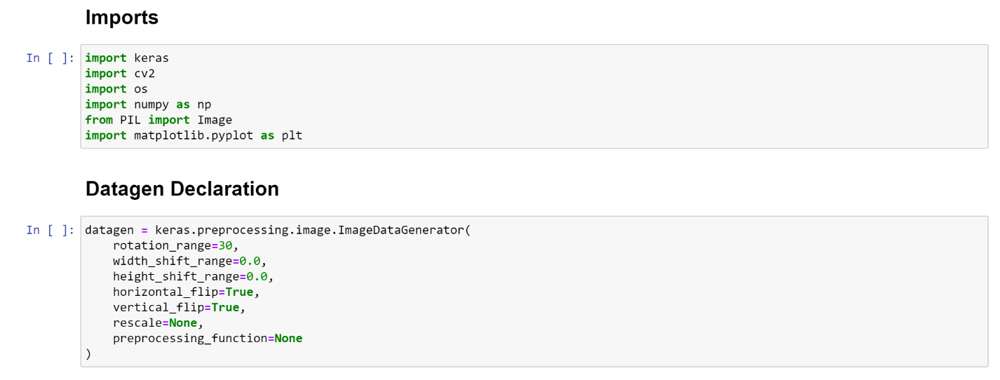 Imports
In [ ]: import keras
import cv2
import os
import numpy as np
from PIL import Image
import matplotlib.pyplot as plt
Datagen Declaration
In [ ]: datagen = keras.preprocessing.image.ImageDataGenerator(
    rotation_range=30,
    width_shift_range=0.0,
    height_shift_range=0.0,
    horizontal_flip=True,
    vertical_flip=True,
    rescale=None,
    preprocessing_function=None
)